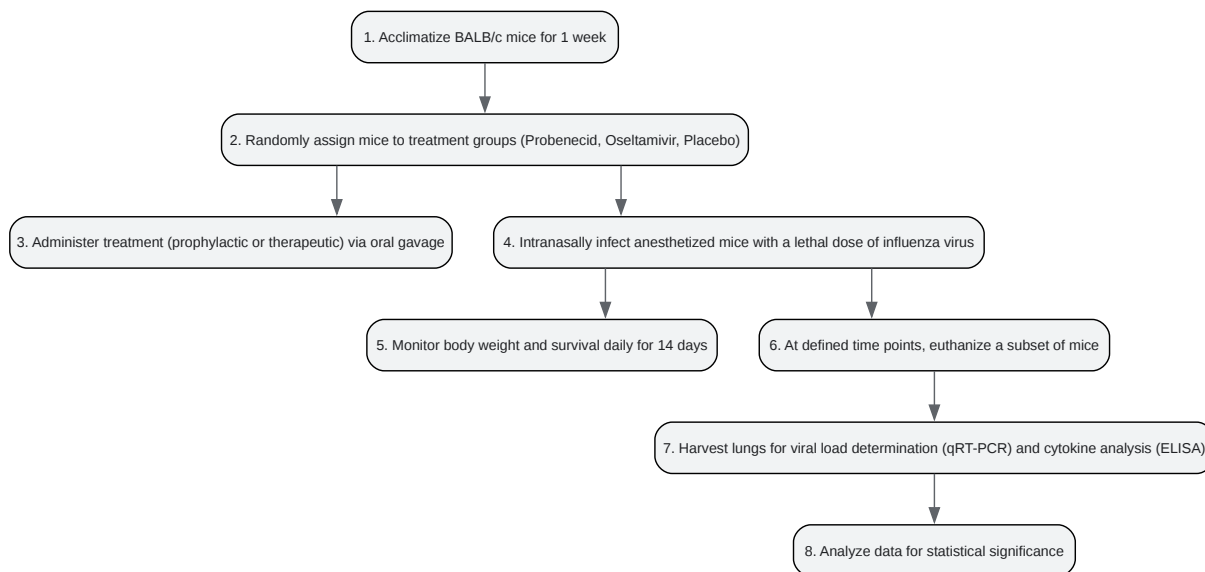 1. Acclimatize BALB/c mice for 1 week
2. Randomly assign mice to treatment groups (Probenecid, Oseltamivir, Placebo)
3. Administer treatment (prophylactic or therapeutic) via oral gavage
4. Intranasally infect anesthetized mice with a lethal dose of influenza virus
5. Monitor body weight and survival daily for 14 days
6. At defined time points, euthanize a subset of mice
7. Harvest lungs for viral load determination (qRT-PCR) and cytokine analysis (ELISA)
8. Analyze data for statistical significance